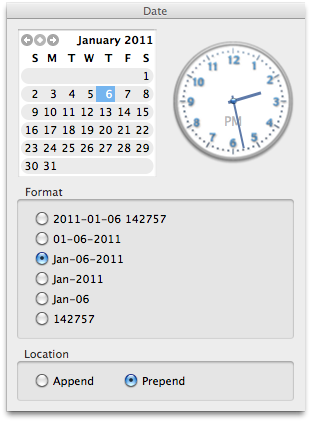 Date
January 2011
S M T W T F S
1
2 3 4 5 6 7 8
9 10 11 12 13 14 15
16 17 18 19 20 21 22
23 24 25 26 27 28 29
30 31
12
11 1
10 2
9 3
PM
8 4
7 5
6
Format
2011-01-06 142757
01-06-2011
Jan-06-2011
Jan-2011
Jan-06
142757
Location
Append Prepend